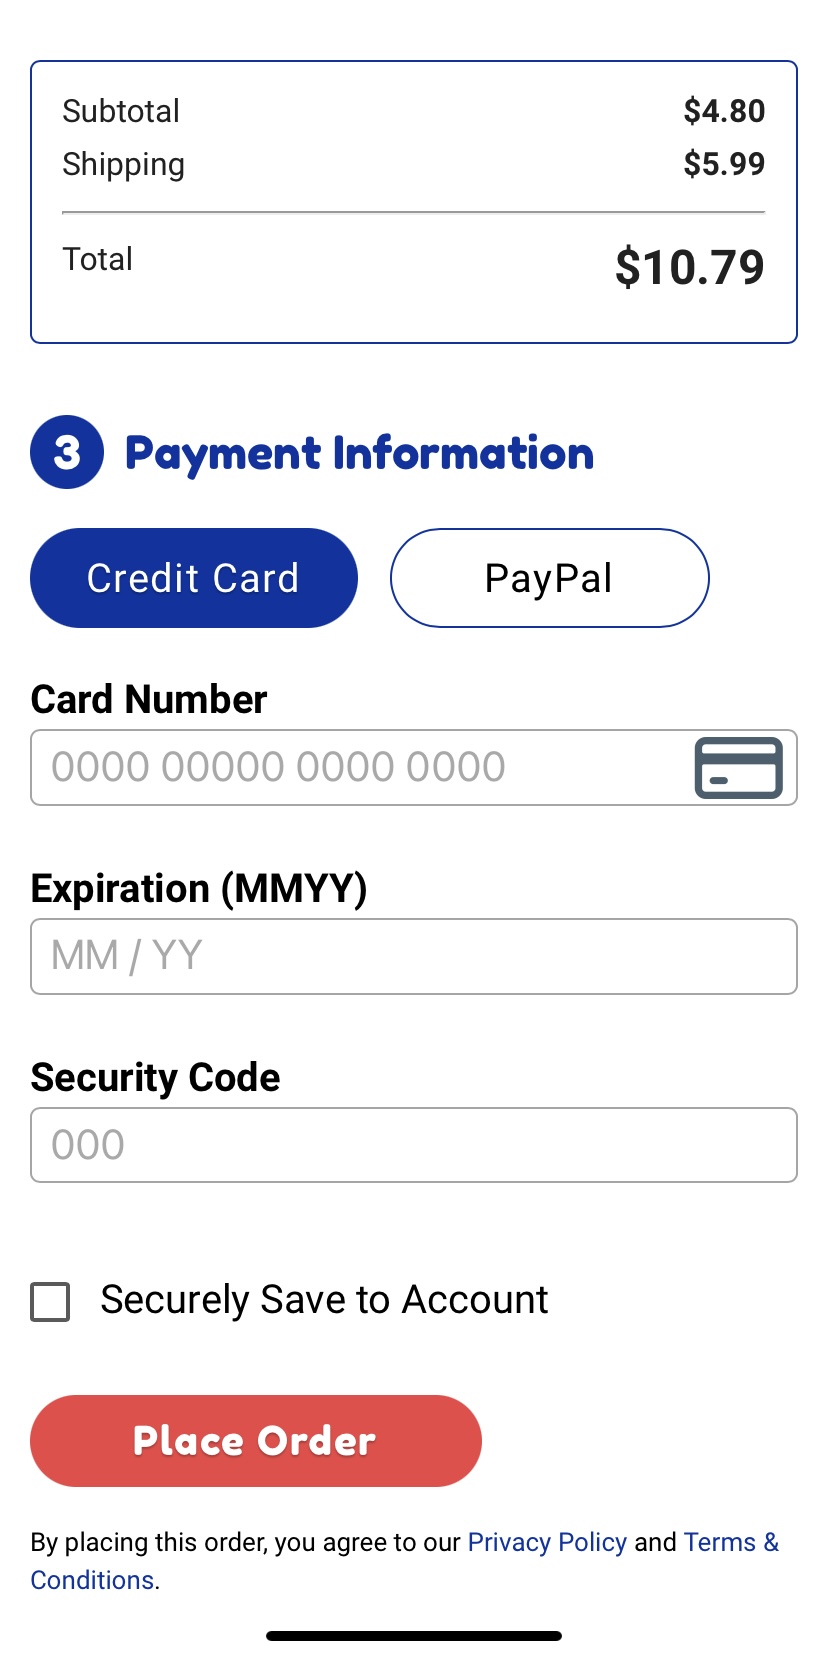 Subtotal $4.80
Shipping $5.99
Total $10.79
3 Payment Information
Credit Card PayPal
Card Number
0000 00000 0000 0000
Expiration (MMYY)
MM / YY
Security Code
000
Securely Save to Account
Place Order
By placing this order, you agree to our Privacy Policy and Terms &
Conditions.